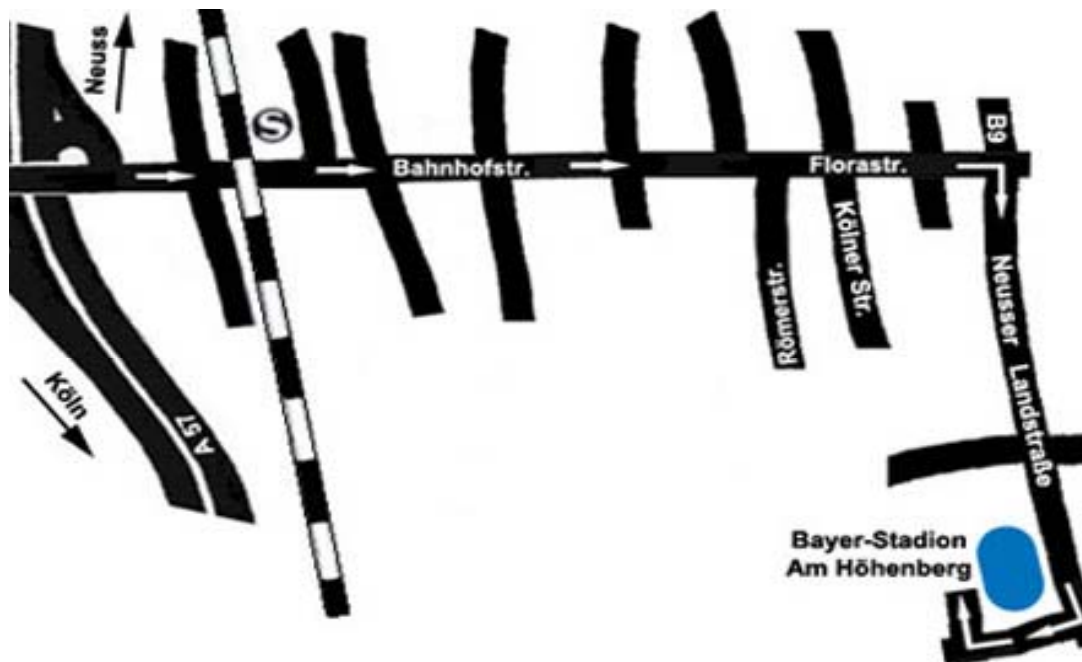 Neuss
S
B9
Bahnhofstr.
Florastr.
Kölner Str.
Römerstr.
Neusser Landstraße
Köln
A 57
Bayer-Stadion
Am Höhenberg